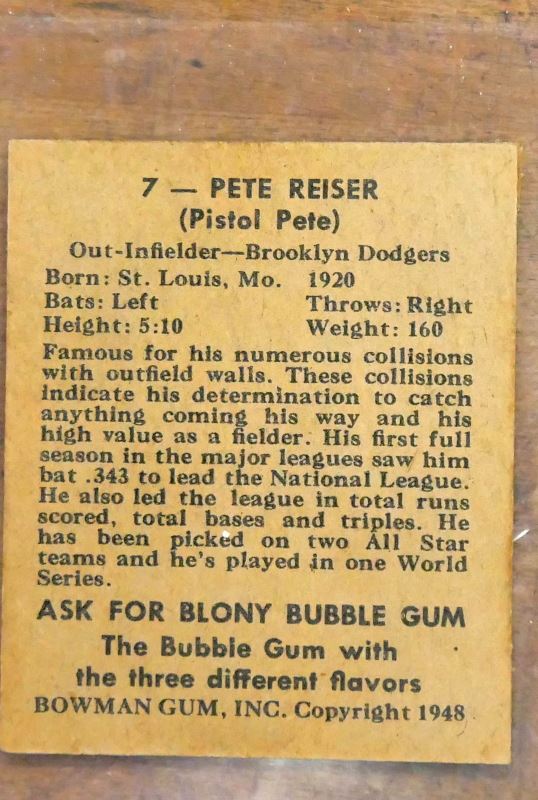 7 — PETE REISER
(Pistol Pete)
Out-Infielder—Brooklyn Dodgers
Born: St. Louis, Mo. 1920
Bats: Left Throws: Right
Height: 5:10 Weight: 160
Famous for his numerous collisions
with outfield walls. These collisions
indicate his determination to catch
anything coming his way and his
high value as a fielder. His first full
season in the major leagues saw him
bat .343 to lead the National League.
He also led the league in total runs
scored, total bases and triples. He
has been picked on two All Star
teams and he's played in one World
Series.
ASK FOR BLONY BUBBLE GUM
The Bubble Gum with
the three different flavors
BOWMAN GUM, INC. Copyright 1948